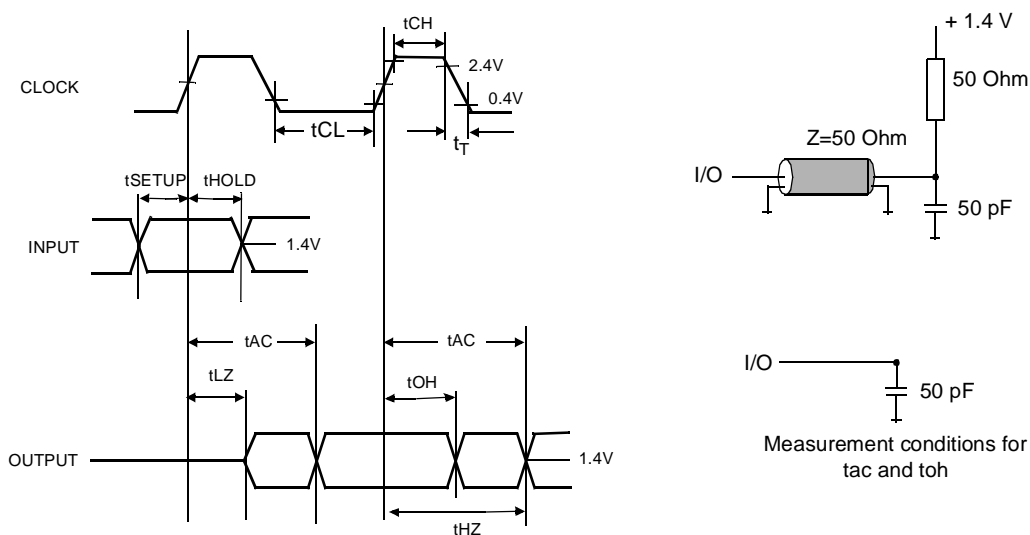 tCH
CLOCK
2.4V
0.4V
tCL
tT
tSETUP tHOLD
INPUT
1.4V
tAC
tAC
tLZ
tOH
OUTPUT
1.4V
tHZ
+ 1.4 V
50 Ohm
Z=50 Ohm
I/O
50 pF
I/O
50 pF
Measurement conditions for
tac and toh